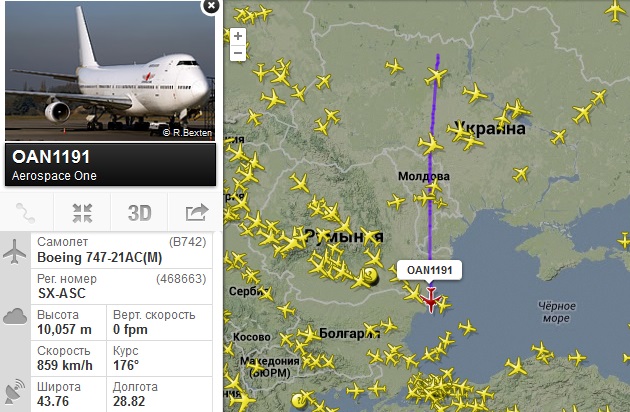 © R.Bexten
OAN1191
Aerospace One
3D
Самолет (B742)
Boeing 747-21AC(M)
Рег. номер (468663)
SX-ASC
Высота Верт. скорость
10,057 m 0 fpm
Скорость Курс
859 km/h 176°
Широта Долгота
43.76 28.82
+
-
Украина
Молдова
Румыния
OAN1191
Сербия
Чёрное
море
Болгария
Косово
Македония
(БЮРМ)